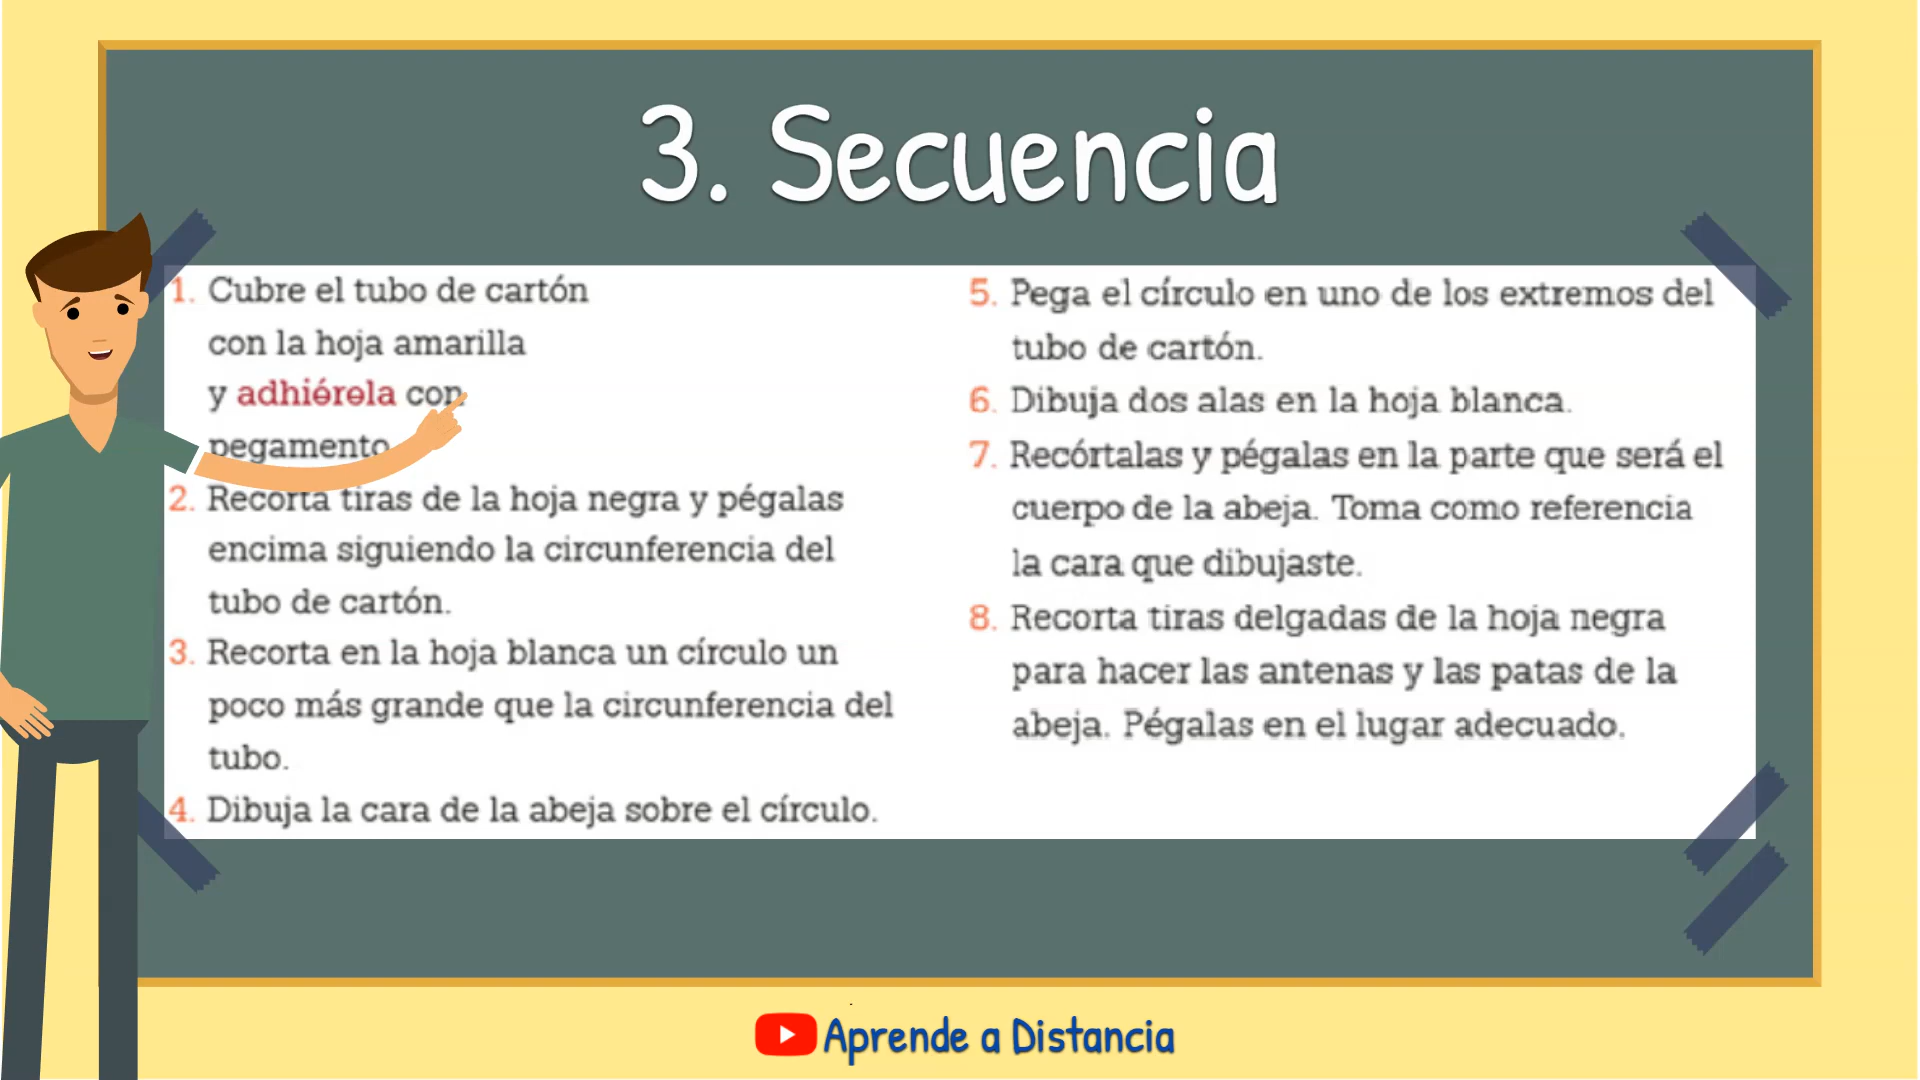 3. Secuencia
1. Cubre el tubo de cartón
con la hoja amarilla
y adhiérela con
pegamento
2. Recorta tiras de la hoja negra y pégalas
encima siguiendo la circunferencia del
tubo de cartón.
3. Recorta en la hoja blanca un círculo un
poco más grande que la circunferencia del
tubo.
4. Dibuja la cara de la abeja sobre el círculo.
5. Pega el círculo en uno de los extremos del
tubo de cartón.
6. Dibuja dos alas en la hoja blanca.
7. Recórtalas y pégalas en la parte que será el
cuerpo de la abeja. Toma como referencia
la cara que dibujaste.
8. Recorta tiras delgadas de la hoja negra
para hacer las antenas y las patas de la
abeja. Pégalas en el lugar adecuado.
Aprende a Distancia